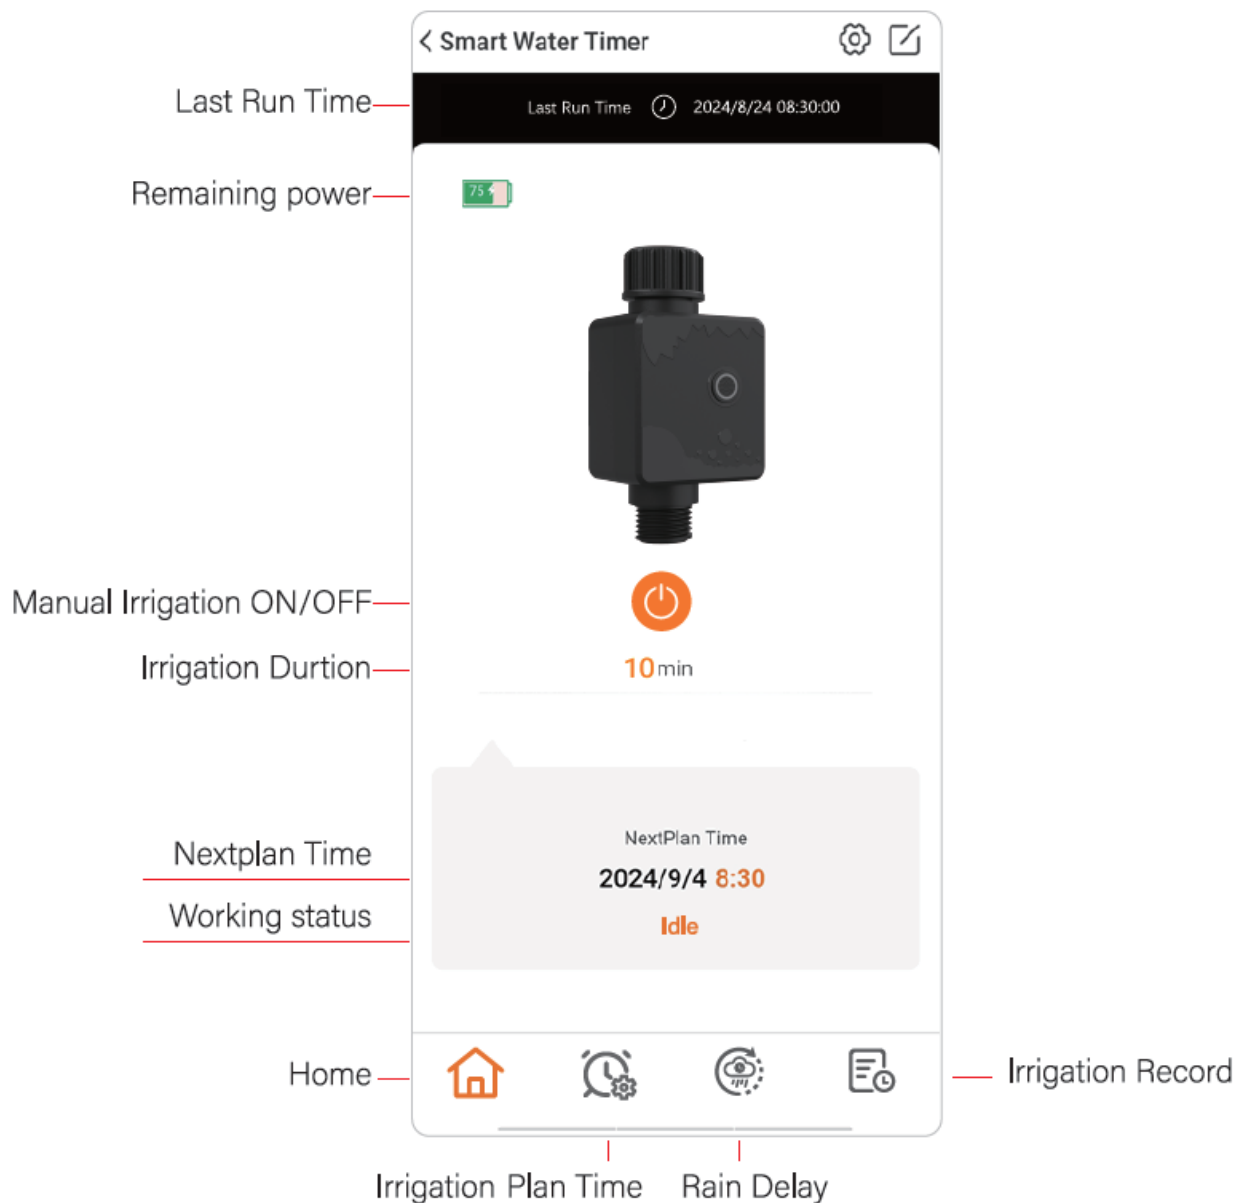 Smart Water Timer
Last Run Time
Last Run Time 2024/8/24 08:30:00
Remaining power
75
Manual Irrigation ON/OFF
Irrigation Durtion
10 min
Nextplan Time
NextPlan Time
2024/9/4 8:30
Working status
Idle
Home
Irrigation Record
Irrigation Plan Time
Rain Delay